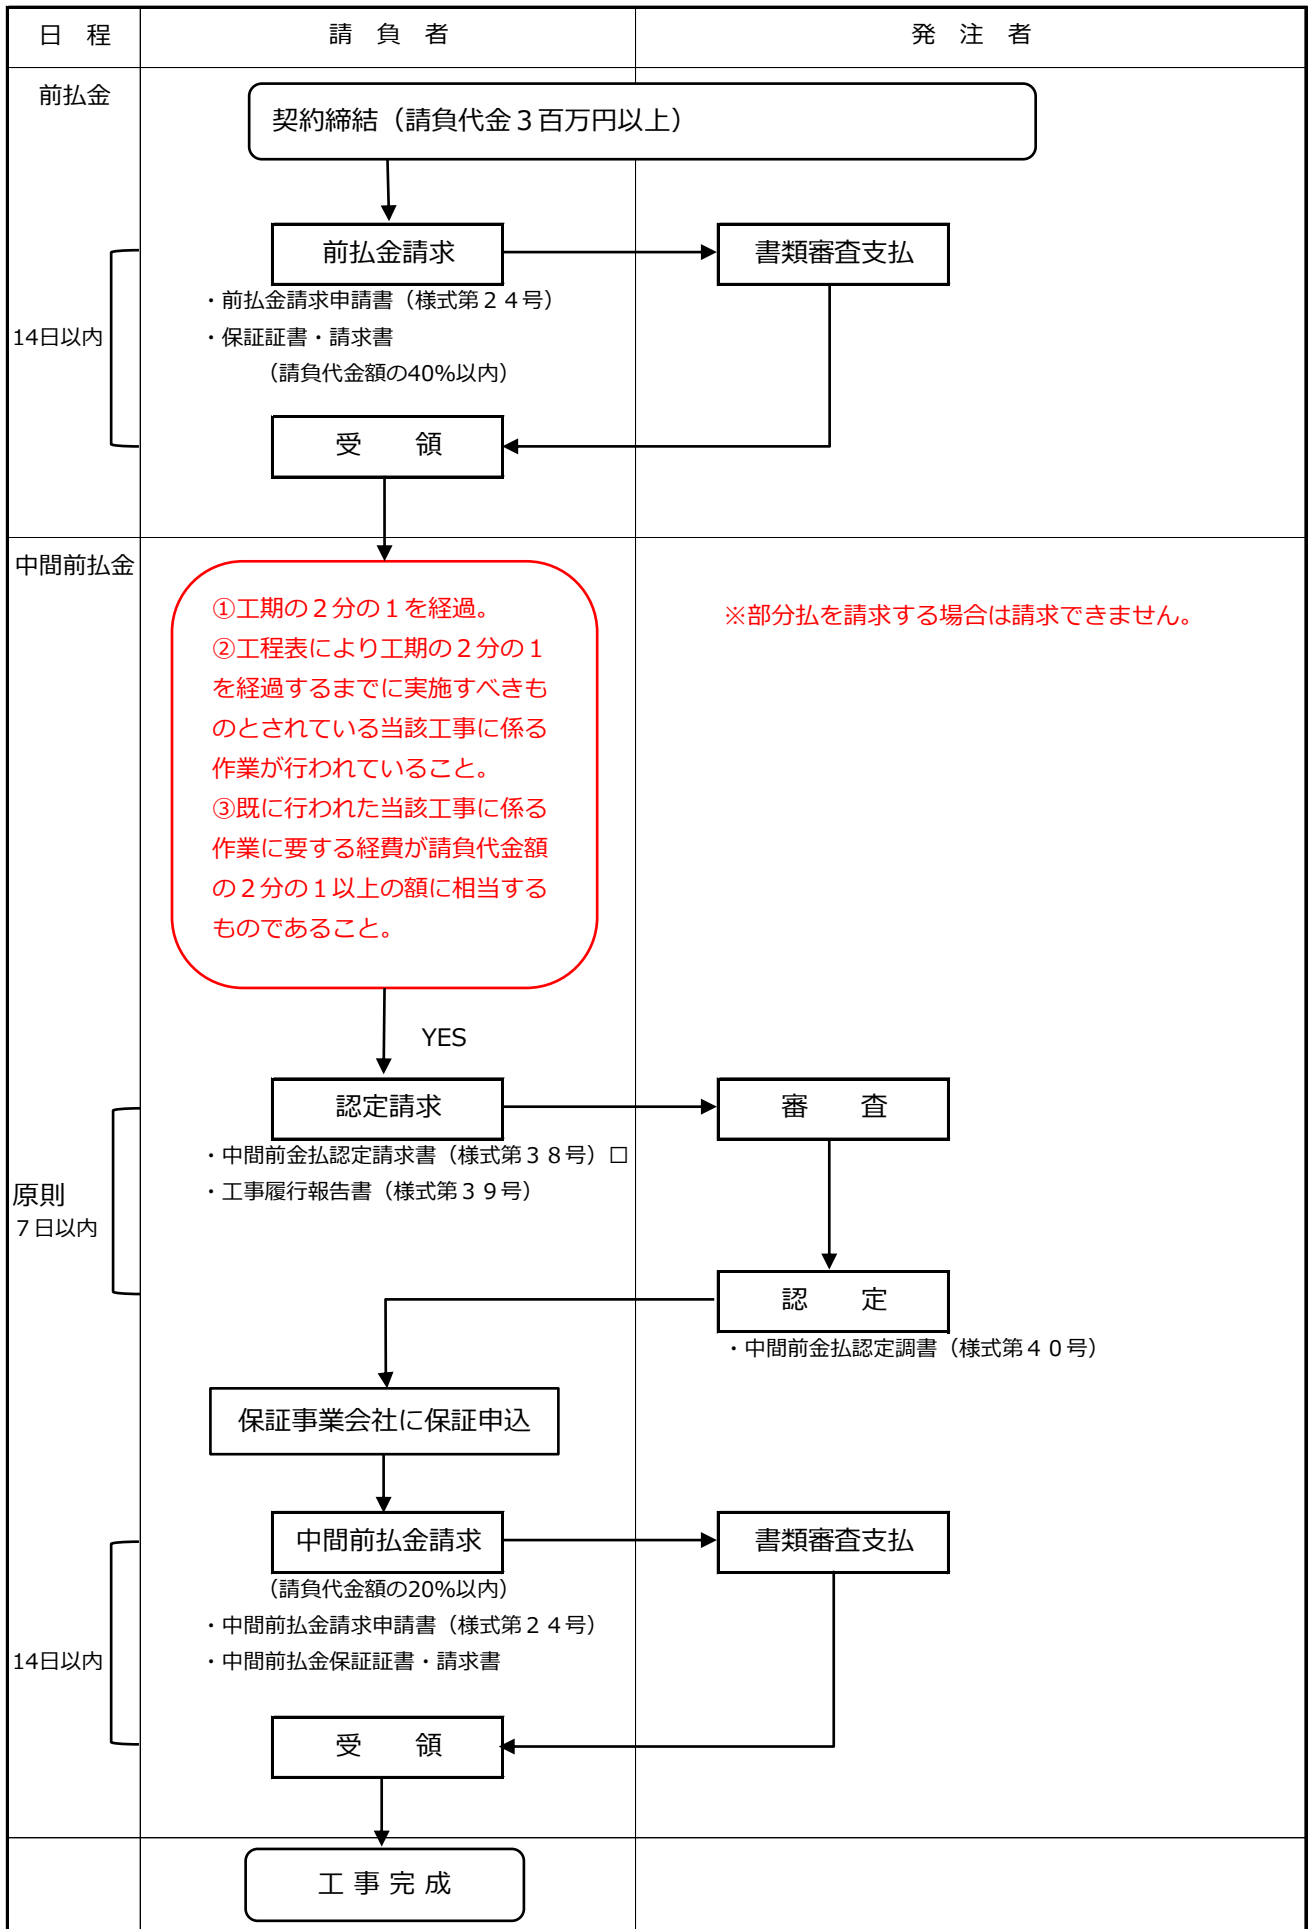 日　程
請　負　者
発　注　者
前払金
契約締結（請負代金３百万円以上）
前払金請求
書類審査支払
・前払金請求申請書（様式第２４号）
14日以内
・保証証書・請求書
（請負代金額の40%以内）
受　　領
中間前払金
①工期の２分の１を経過。
②工程表により工期の２分の１
を経過するまでに実施すべきも
のとされている当該工事に係る
作業が行われていること。
③既に行われた当該工事に係る
作業に要する経費が請負代金額
の２分の１以上の額に相当する
ものであること。
※部分払を請求する場合は請求できません。
YES
認定請求
審　　査
・中間前金払認定請求書（様式第３８号）□
・工事履行報告書（様式第３９号）
原則
７日以内
認　　定
・中間前金払認定調書（様式第４０号）
保証事業会社に保証申込
中間前払金請求
書類審査支払
（請負代金額の20%以内）
・中間前払金請求申請書（様式第２４号）
14日以内
・中間前払金保証証書・請求書
受　　領
工 事 完 成